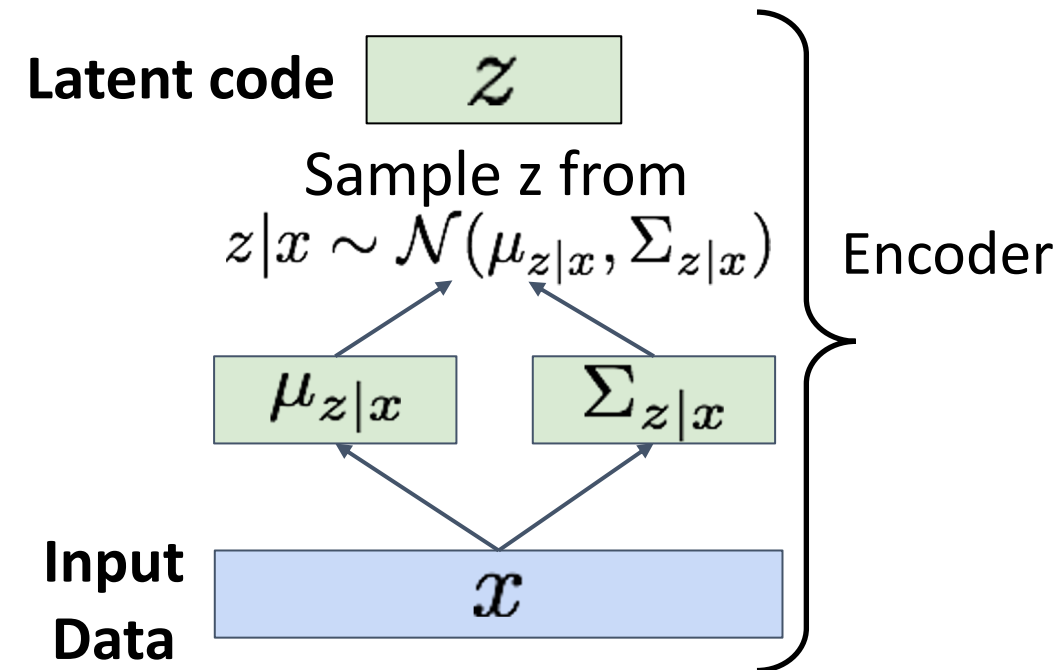 Latent code
z
Sample z from
z|x ∼ 𝒩(μ_{z|x}, Σ_{z|x})
Encoder
μ_{z|x}
Σ_{z|x}
Input
Data
x